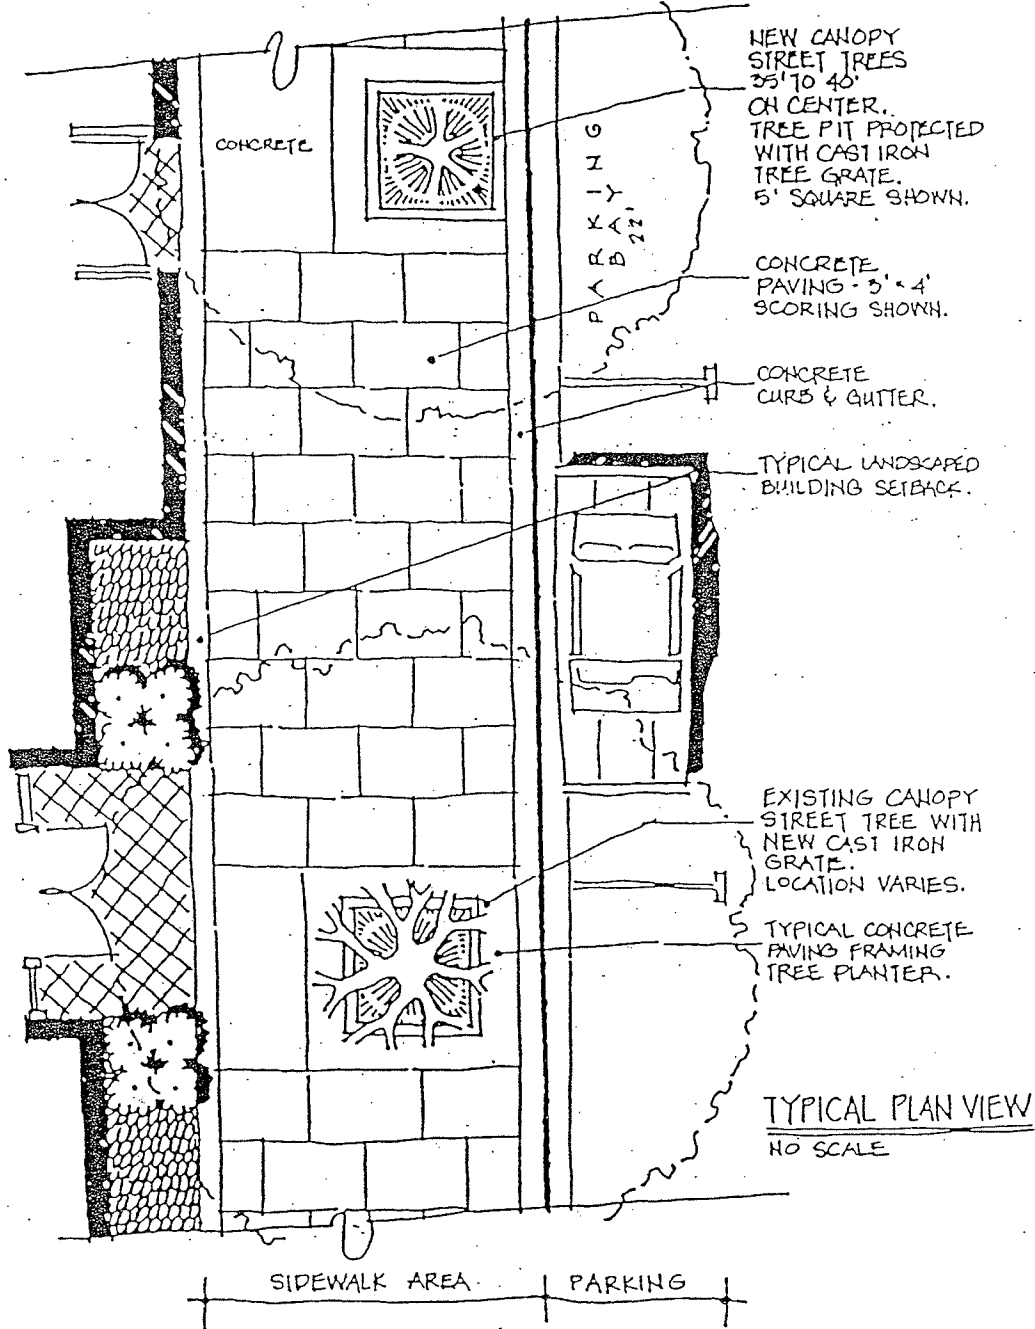 NEW CANOPY
STREET TREES
35' TO 40'
ON CENTER.
TREE PIT PROTECTED
WITH CAST IRON
TREE GRATE.
5' SQUARE SHOWN.
CONCRETE
PARKING
BAY
22'
CONCRETE
PAVING - 3' x 4'
SCORING SHOWN.
CONCRETE
CURB & GUTTER.
TYPICAL LANDSCAPED
BUILDING SETBACK.
EXISTING CANOPY
STREET TREE WITH
NEW CAST IRON
GRATE.
LOCATION VARIES.
TYPICAL CONCRETE
PAVING FRAMING
TREE PLANTER.
TYPICAL PLAN VIEW
NO SCALE
SIDEWALK AREA
PARKING